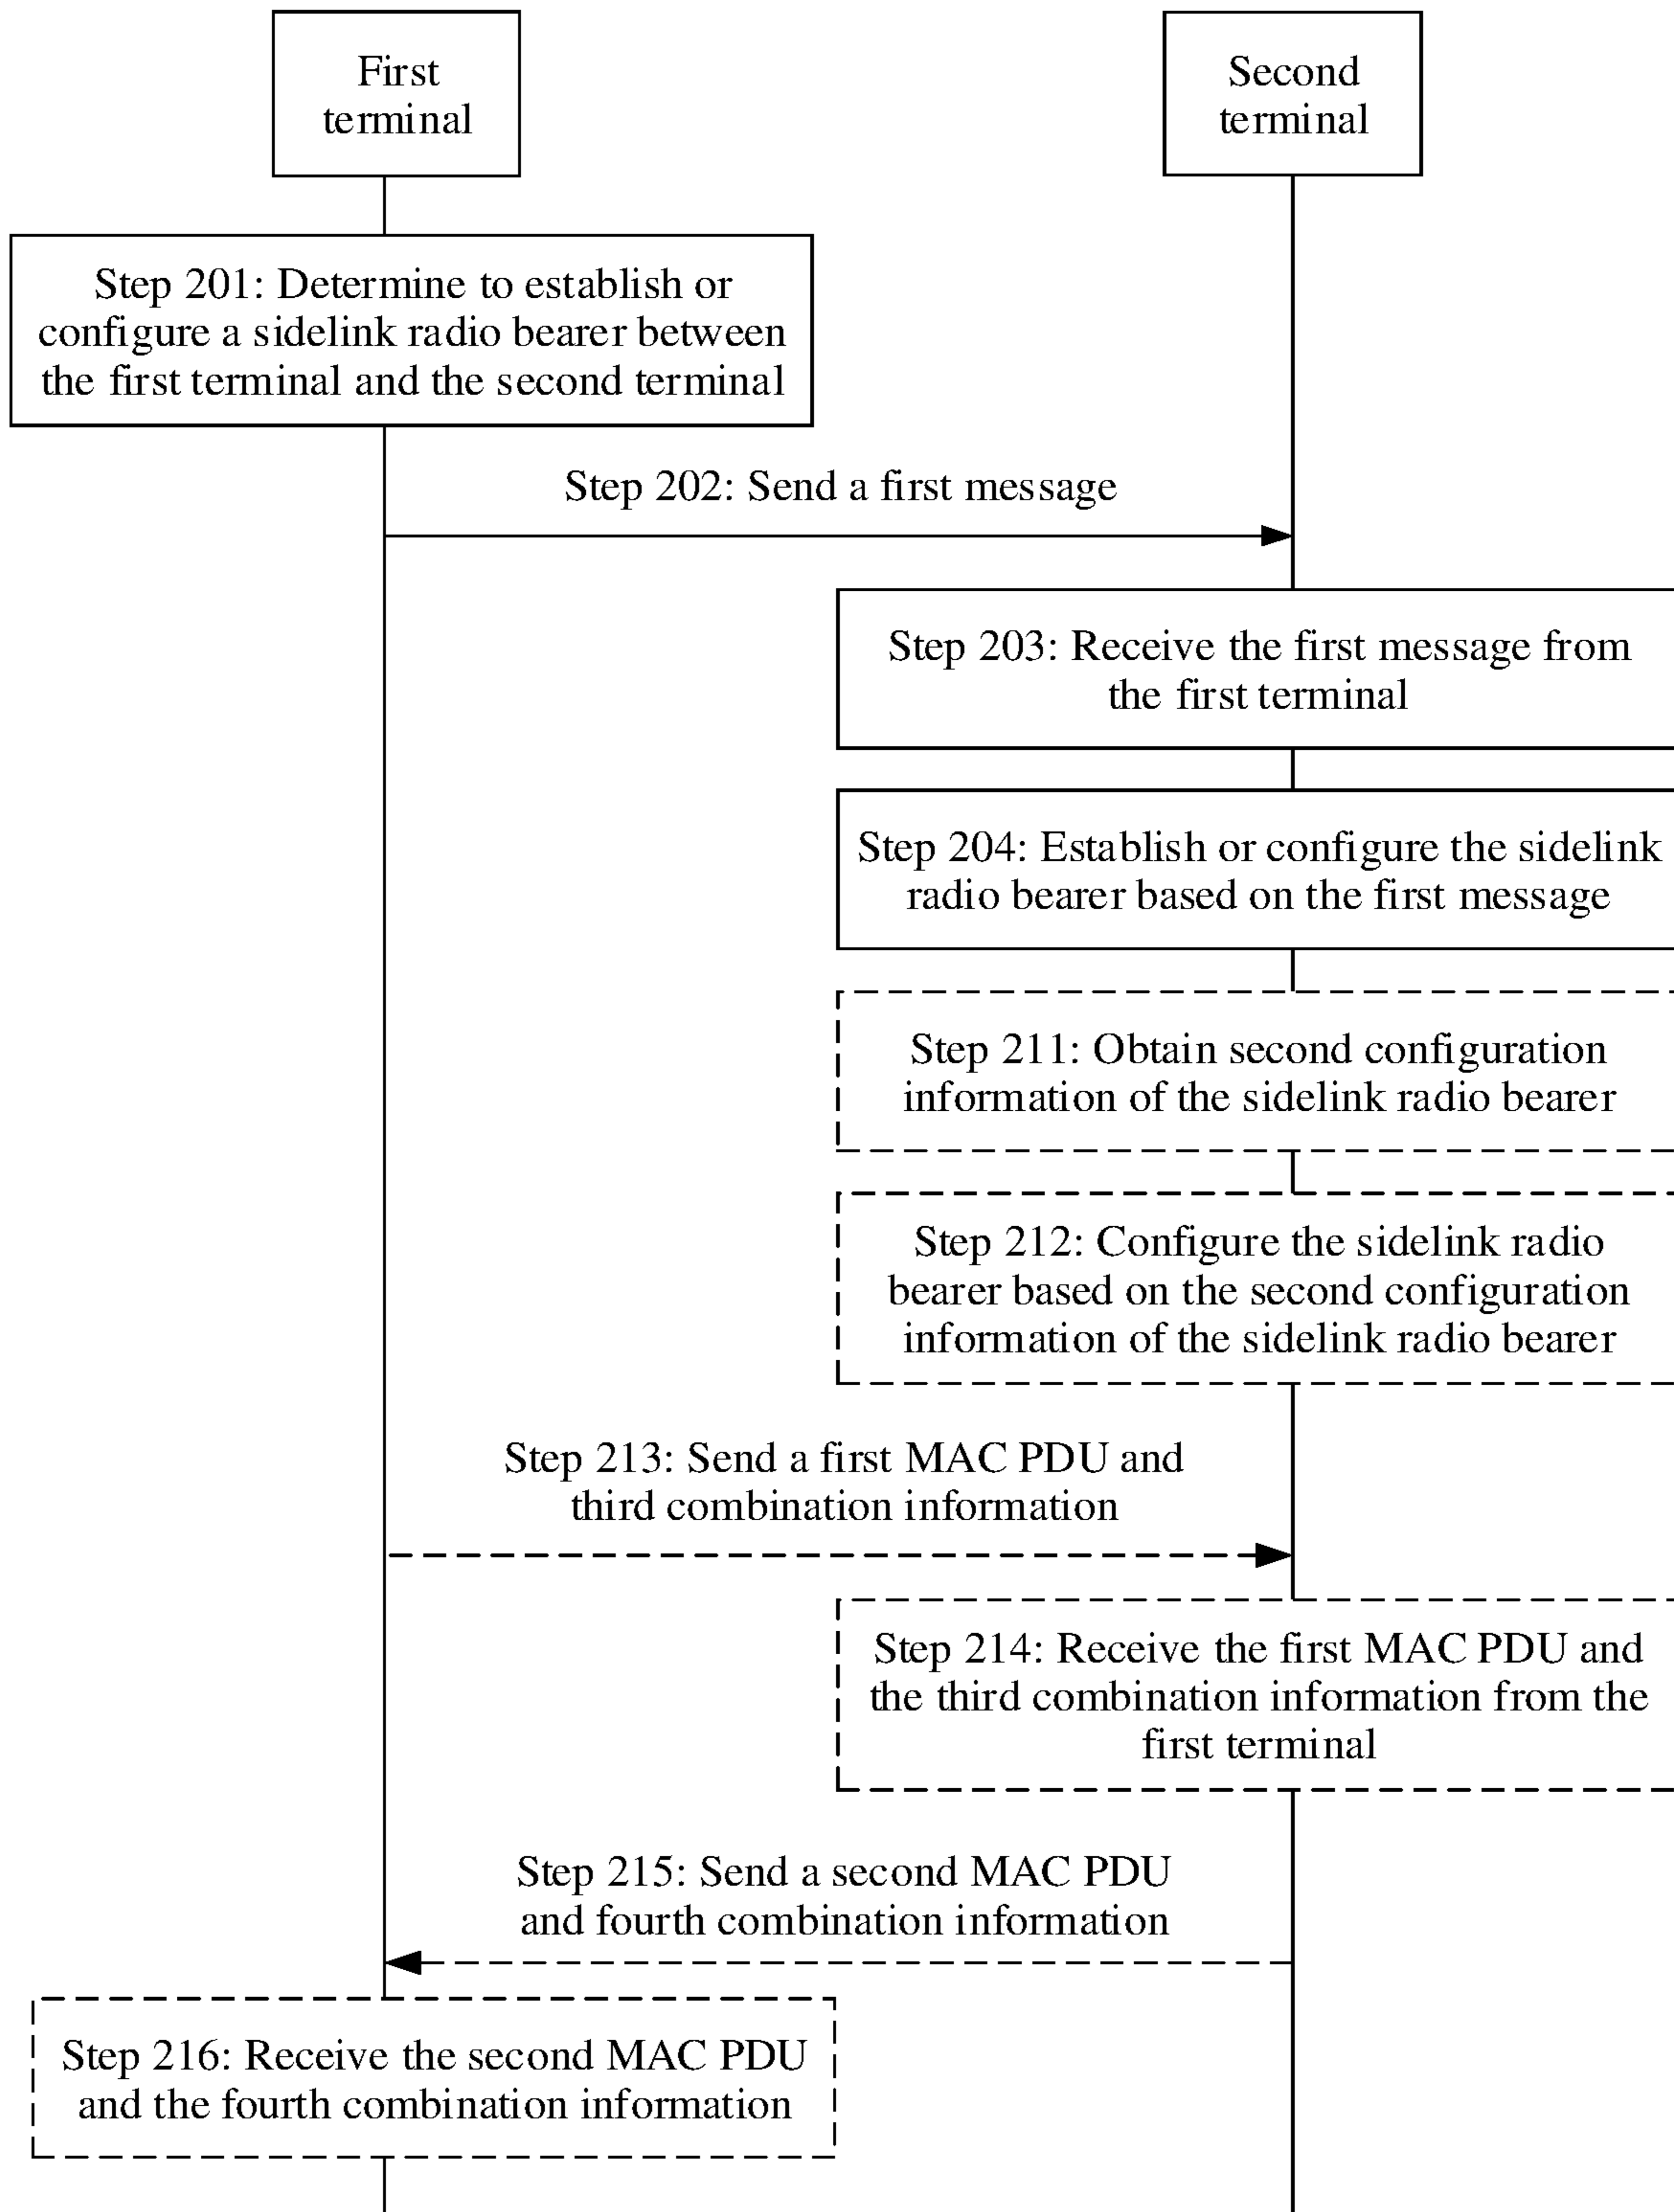 First
terminal
Second
terminal
Step 201: Determine to establish or
configure a sidelink radio bearer between
the first terminal and the second terminal
Step 202: Send a first message
Step 203: Receive the first message from
the first terminal
Step 204: Establish or configure the sidelink
radio bearer based on the first message
Step 211: Obtain second configuration
information of the sidelink radio bearer
Step 212: Configure the sidelink radio
bearer based on the second configuration
information of the sidelink radio bearer
Step 213: Send a first MAC PDU and
third combination information
Step 214: Receive the first MAC PDU and
the third combination information from the
first terminal
Step 215: Send a second MAC PDU
and fourth combination information
Step 216: Receive the second MAC PDU
and the fourth combination information